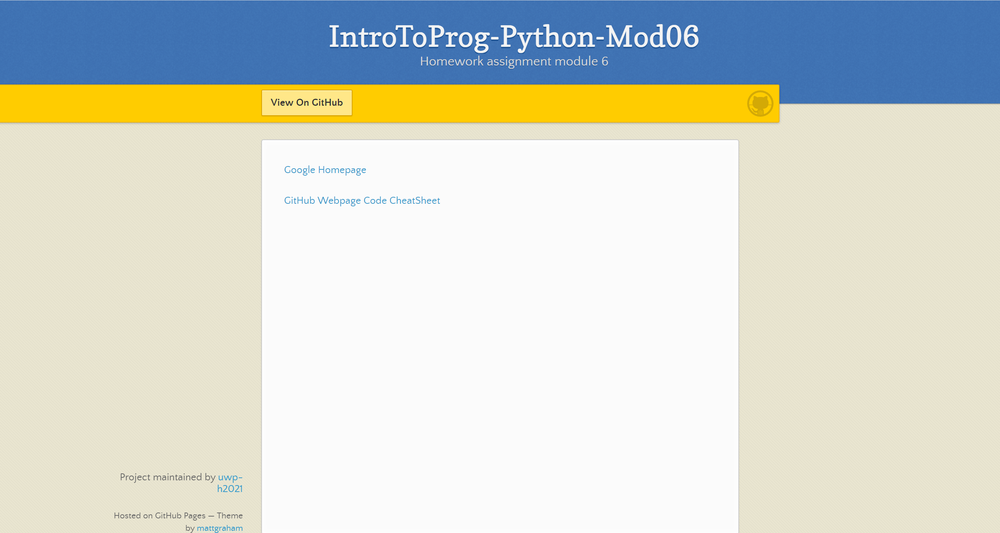 IntroToProg-Python-Mod06
Homework assignment module 6
View On GitHub
Google Homepage
GitHub Webpage Code CheatSheet
Project maintained by uwp-
h2021
Hosted on GitHub Pages — Theme
by mattgraham